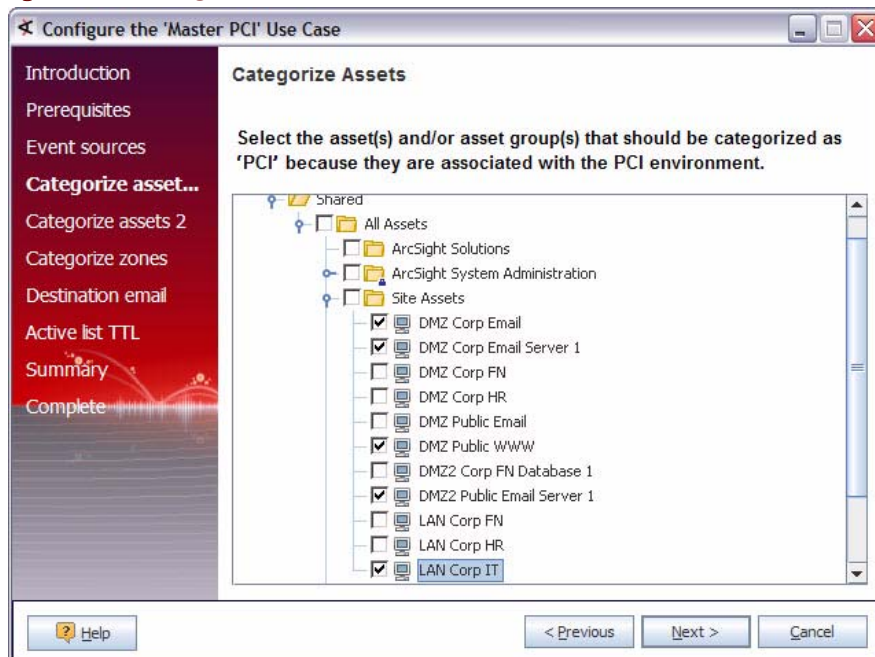 Configure the 'Master PCI' Use Case
Introduction
Prerequisites
Event sources
Categorize asset...
Categorize assets 2
Categorize zones
Destination email
Active list TTL
Summary
Complete
Categorize Assets
Select the asset(s) and/or asset group(s) that should be categorized as
'PCI' because they are associated with the PCI environment.
Shared
All Assets
ArcSight Solutions
ArcSight System Administration
Site Assets
DMZ Corp Email
DMZ Corp Email Server 1
DMZ Corp FN
DMZ Corp HR
DMZ Public Email
DMZ Public WWW
DMZ2 Corp FN Database 1
DMZ2 Public Email Server 1
LAN Corp FN
LAN Corp HR
LAN Corp IT
Help
< Previous
Next >
Cancel